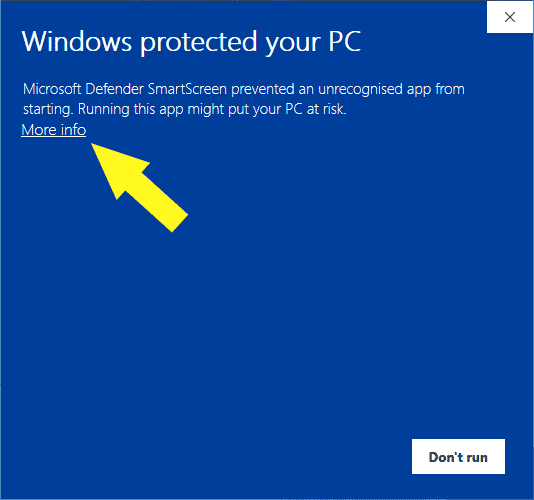 Windows protected your PC
Microsoft Defender SmartScreen prevented an unrecognised app from
starting. Running this app might put your PC at risk.
More info
Don't run